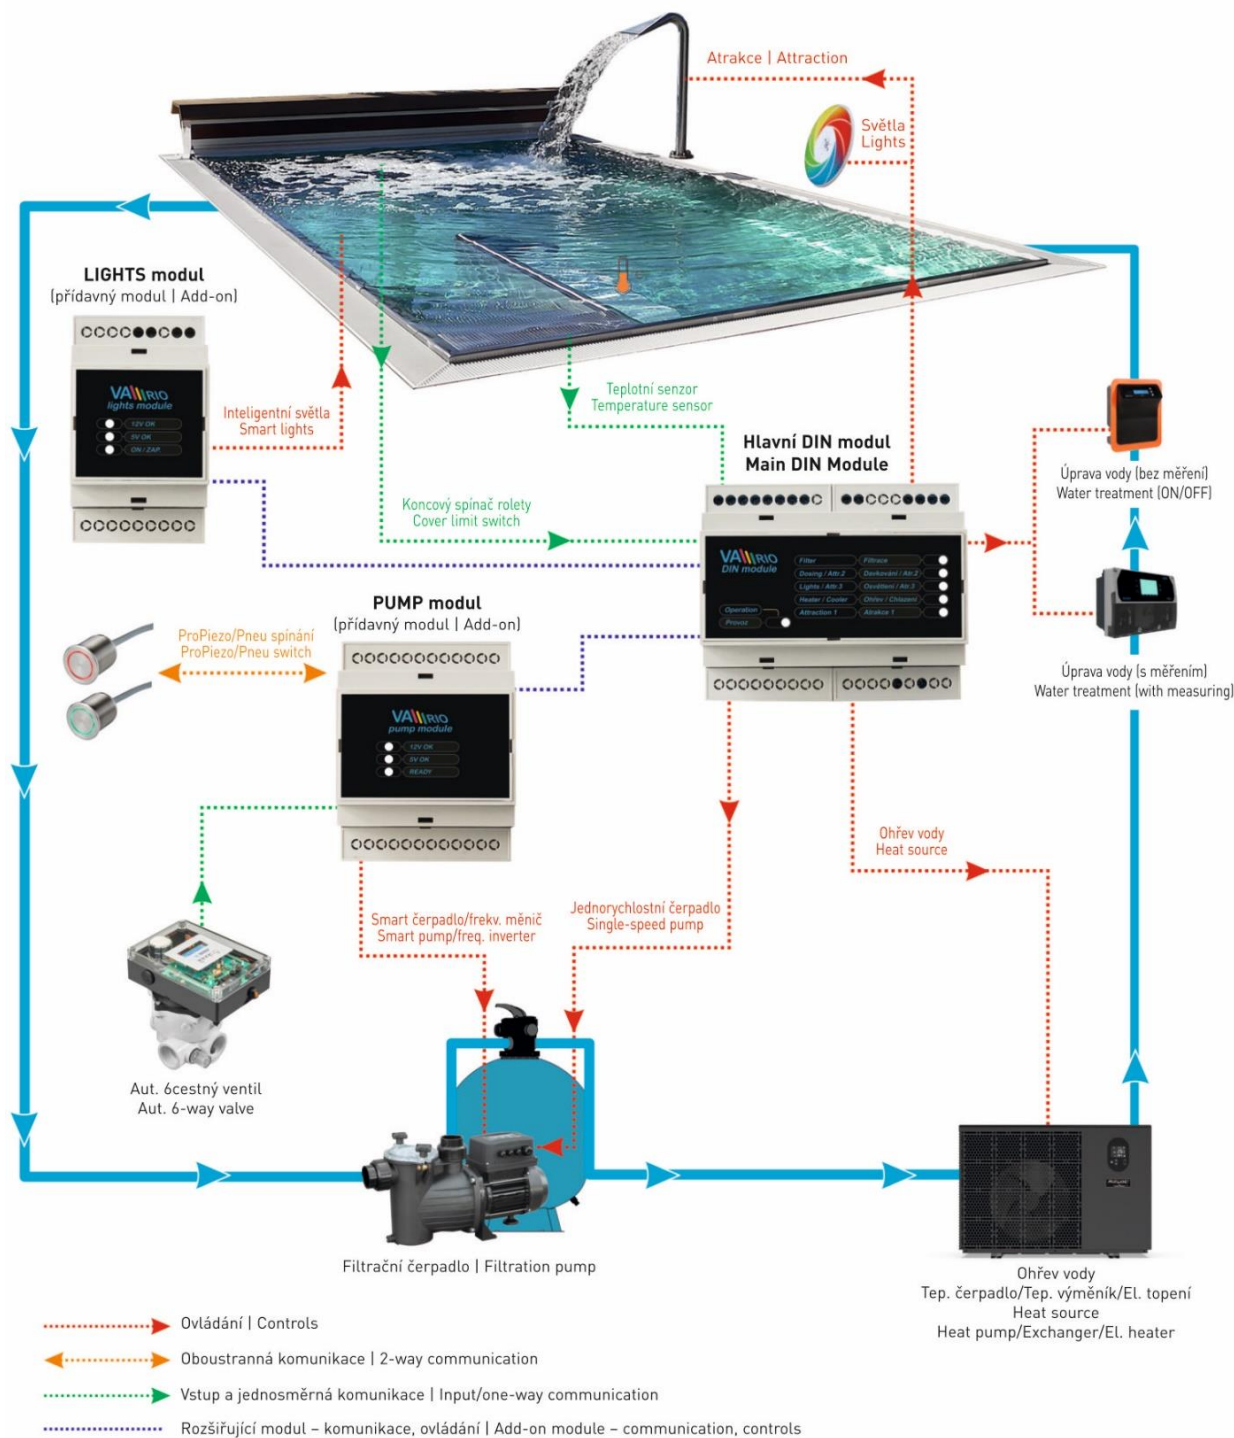 Atrakce | Attraction
Světla
Lights
LIGHTS modul
(přídavný modul | Add-on)
VA RIO
lights module
12V OK
5V OK
ON / ZAP.
Inteligentní světla
Smart lights
Teplotní senzor
Temperature sensor
Koncový spínač rolety
Cover limit switch
Hlavní DIN modul
Main DIN Module
VA RIO
DIN module
Filter Filtrace
Dosing / Attr.2 Dávkování / Atr.2
Lights / Attr.3 Osvětlení / Atr.3
Heater / Cooler Ohřev / Chlazení
Attraction 1 Atrakce 1
Operation
Provoz
Úprava vody (bez měření)
Water treatment (ON/OFF)
Úprava vody (s měřením)
Water treatment (with measuring)
PUMP modul
(přídavný modul | Add-on)
ProPiezo/Pneu spínání
ProPiezo/Pneu switch
VA RIO
pump module
12V OK
5V OK
READY
Ohřev vody
Heat source
Smart čerpadlo/frekv. měnič
Smart pump/freq. inverter
Jednorychlostní čerpadlo
Single-speed pump
Aut. 6cestný ventil
Aut. 6-way valve
Filtrační čerpadlo | Filtration pump
Ohřev vody
Tep. čerpadlo/Tep. výměník/El. topení
Heat source
Heat pump/Exchanger/El. heater
Ovládání | Controls
Oboustranná komunikace | 2-way communication
Vstup a jednosměrná komunikace | Input/one-way communication
Rozšiřující modul – komunikace, ovládání | Add-on module – communication, controls